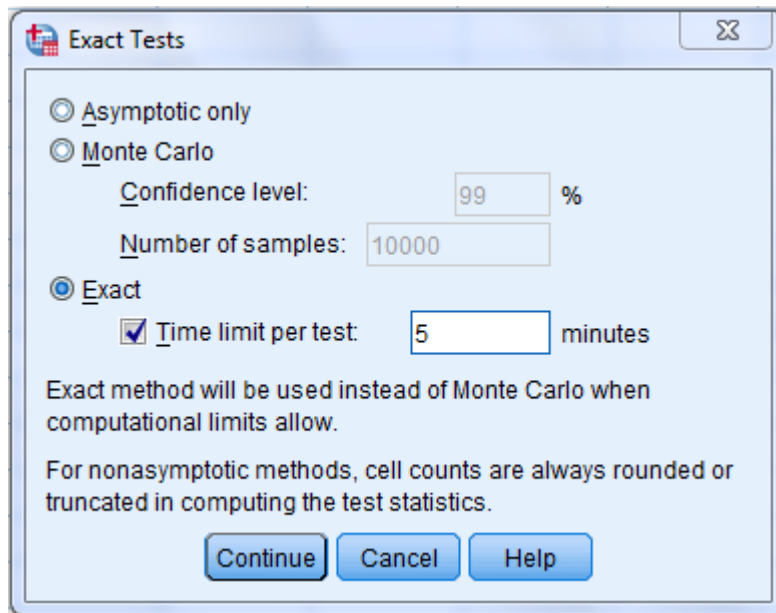 Exact Tests
Asymptotic only
Monte Carlo
Confidence level: 99 %
Number of samples: 10000
Exact
Time limit per test: 5 minutes
Exact method will be used instead of Monte Carlo when
computational limits allow.
For nonasymptotic methods, cell counts are always rounded or
truncated in computing the test statistics.
Continue Cancel Help